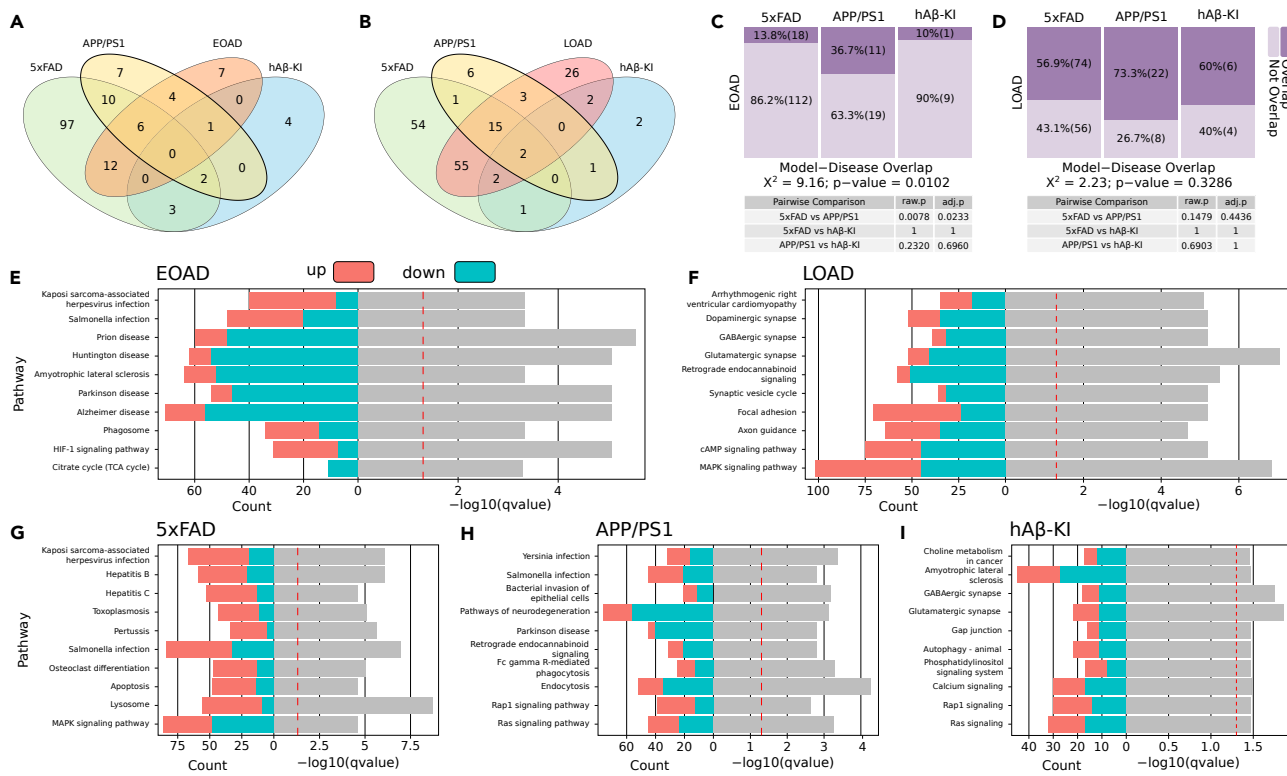 A
APP/PS1
EOAD
5xFAD
hAβ-KI
7
7
10
4
0
97
6
1
4
12
0
0
0
2
3
B
APP/PS1
LOAD
5xFAD
hAβ-KI
6
26
1
3
2
54
15
0
2
55
2
1
2
0
1
C
5xFAD
APP/PS1
hAβ-KI
EOAD
13.8%(18)
36.7%(11)
10%(1)
86.2%(112)
63.3%(19)
90%(9)
Model−Disease Overlap
X² = 9.16; p−value = 0.0102
Pairwise Comparison raw.p adj.p
5xFAD vs APP/PS1 0.0078 0.0233
5xFAD vs hAβ-KI 1 1
APP/PS1 vs hAβ-KI 0.2320 0.6960
D
5xFAD
APP/PS1
hAβ-KI
LOAD
56.9%(74)
73.3%(22)
60%(6)
43.1%(56)
26.7%(8)
40%(4)
Not Overlap
Model−Disease Overlap
X² = 2.23; p−value = 0.3286
Pairwise Comparison raw.p adj.p
5xFAD vs APP/PS1 0.1479 0.4436
5xFAD vs hAβ-KI 1 1
APP/PS1 vs hAβ-KI 0.6903 1
E
EOAD
up
down
Pathway
Kaposi sarcoma-associated
herpesvirus infection
Salmonella infection
Prion disease
Huntington disease
Amyotrophic lateral sclerosis
Parkinson disease
Alzheimer disease
Phagosome
HIF-1 signaling pathway
Citrate cycle (TCA cycle)
60 40 20 0 2 4
Count
−log10(qvalue)
F
LOAD
Arrhythmogenic right
ventricular cardiomyopathy
Dopaminergic synapse
GABAergic synapse
Glutamatergic synapse
Retrograde endocannabinoid
signaling
Synaptic vesicle cycle
Focal adhesion
Axon guidance
cAMP signaling pathway
MAPK signaling pathway
100 75 50 25 0 2 4 6
Count
−log10(qvalue)
G
5xFAD
Pathway
Kaposi sarcoma-associated
herpesvirus infection
Hepatitis B
Hepatitis C
Toxoplasmosis
Pertussis
Salmonella infection
Osteoclast differentiation
Apoptosis
Lysosome
MAPK signaling pathway
75 50 25 0 2.5 5 7.5
Count
−log10(qvalue)
H
APP/PS1
Yersinia infection
Salmonella infection
Bacterial invasion of
epithelial cells
Pathways of neurodegeneration
Parkinson disease
Retrograde endocannabinoid
signaling
Fc gamma R-mediated
phagocytosis
Endocytosis
Rap1 signaling pathway
Ras signaling pathway
60 40 20 0 1 2 3 4
Count
−log10(qvalue)
I
hAβ-KI
Choline metabolism
in cancer
Amyotrophic lateral
sclerosis
GABAergic synapse
Glutamatergic synapse
Gap junction
Autophagy - animal
Phosphatidylinositol
signaling system
Calcium signaling
Rap1 signaling
Ras signaling
40 30 20 10 0 0.5 1.0 1.5
Count
−log10(qvalue)